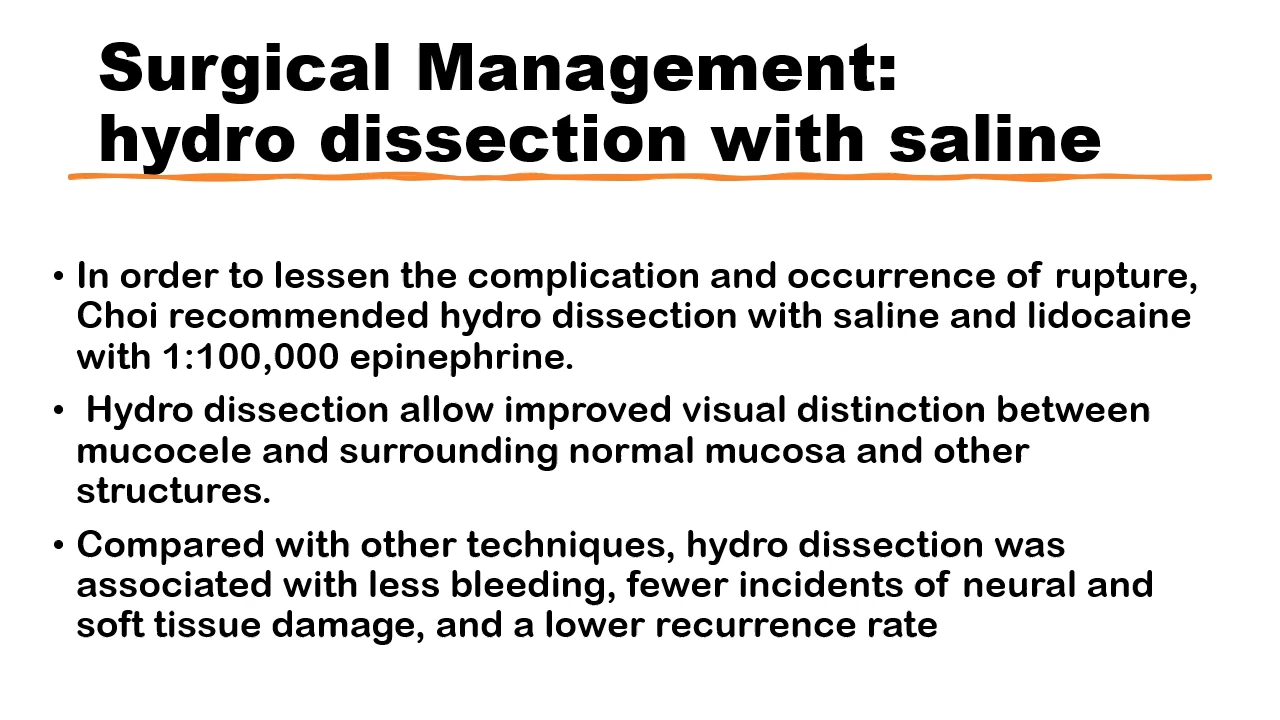 Surgical Management:
hydro dissection with saline
• In order to lessen the complication and occurrence of rupture,
Choi recommended hydro dissection with saline and lidocaine
with 1:100,000 epinephrine.
• Hydro dissection allow improved visual distinction between
mucocele and surrounding normal mucosa and other
structures.
• Compared with other techniques, hydro dissection was
associated with less bleeding, fewer incidents of neural and
soft tissue damage, and a lower recurrence rate